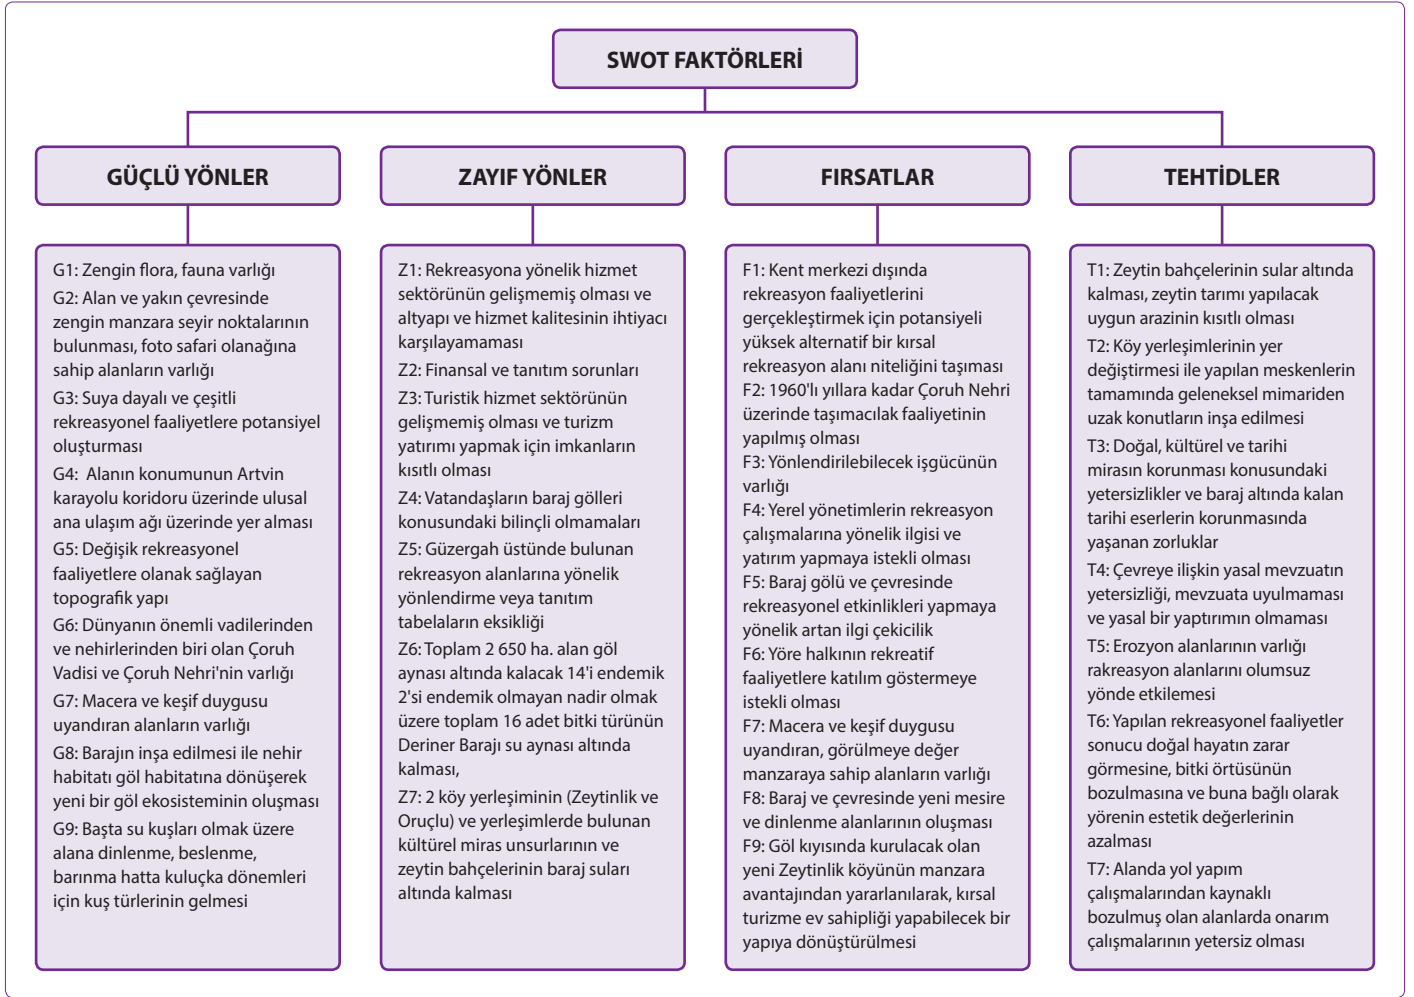 SWOT FAKTÖRLERİ
GÜÇLÜ YÖNLER
G1: Zengin flora, fauna varlığı
G2: Alan ve yakın çevresinde
zengin manzara seyir noktalarının
bulunması, foto safari olanağına
sahip alanların varlığı
G3: Suya dayalı ve çeşitli
rekreasyonel faaliyetlere potansiyel
oluşturması
G4: Alanın konumunun Artvin
karayolu koridoru üzerinde ulusal
ana ulaşım ağı üzerinde yer alması
G5: Değişik rekreasyonel
faaliyetlere olanak sağlayan
topografik yapı
G6: Dünyanın önemli vadilerinden
ve nehirlerinden biri olan Çoruh
Vadisi ve Çoruh Nehri'nin varlığı
G7: Macera ve keşif duygusu
uyandıran alanların varlığı
G8: Barajın inşa edilmesi ile nehir
habitatı göl habitatına dönüşerek
yeni bir göl ekosisteminin oluşması
G9: Başta su kuşları olmak üzere
alana dinlenme, beslenme,
barınma hatta kuluçka dönemleri
için kuş türlerinin gelmesi
ZAYIF YÖNLER
Z1: Rekreasyona yönelik hizmet
sektörünün gelişmemiş olması ve
altyapı ve hizmet kalitesinin ihtiyacı
karşılayamaması
Z2: Finansal ve tanıtım sorunları
Z3: Turistik hizmet sektörünün
gelişmemiş olması ve turizm
yatırımı yapmak için imkanların
kısıtlı olması
Z4: Vatandaşların baraj gölleri
konusundaki bilinçli olmamaları
Z5: Güzergah üstünde bulunan
rekreasyon alanlarına yönelik
yönlendirme veya tanıtım
tabelaların eksikliği
Z6: Toplam 2 650 ha. alan göl
aynası altında kalacak 14'i endemik
2'si endemik olmayan nadir olmak
üzere toplam 16 adet bitki türünün
Deriner Barajı su aynası altında
kalması,
Z7: 2 köy yerleşiminin (Zeytinlik ve
Oruçlu) ve yerleşimlerde bulunan
kültürel miras unsurlarının ve
zeytin bahçelerinin baraj suları
altında kalması
FIRSATLAR
F1: Kent merkezi dışında
rekreasyon faaliyetlerini
gerçekleştirmek için potansiyeli
yüksek alternatif bir kırsal
rekreasyon alanı niteliğini taşıması
F2: 1960'lı yıllara kadar Çoruh Nehri
üzerinde taşımacılak faaliyetinin
yapılmış olması
F3: Yönlendirilebilecek işgücünün
varlığı
F4: Yerel yönetimlerin rekreasyon
çalışmalarına yönelik ilgisi ve
yatırım yapmaya istekli olması
F5: Baraj gölü ve çevresinde
rekreasyonel etkinlikleri yapmaya
yönelik artan ilgi çekicilik
F6: Yöre halkının rekreatif
faaliyetlere katılım göstermeye
istekli olması
F7: Macera ve keşif duygusu
uyandıran, görülmeye değer
manzaraya sahip alanların varlığı
F8: Baraj ve çevresinde yeni mesire
ve dinlenme alanlarının oluşması
F9: Göl kıyısında kurulacak olan
yeni Zeytinlik köyünün manzara
avantajından yararlanılarak, kırsal
turizme ev sahipliği yapabilecek bir
yapıya dönüştürülmesi
TEHTİDLER
T1: Zeytin bahçelerinin sular altında
kalması, zeytin tarımı yapılacak
uygun arazinin kısıtlı olması
T2: Köy yerleşimlerinin yer
değiştirmesi ile yapılan meskenlerin
tamamında geleneksel mimariden
uzak konutların inşa edilmesi
T3: Doğal, kültürel ve tarihi
mirasın korunması konusundaki
yetersizlikler ve baraj altında kalan
tarihi eserlerin korunmasında
yaşanan zorluklar
T4: Çevreye ilişkin yasal mevzuatın
yetersizliği, mevzuata uyulmaması
ve yasal bir yaptırımın olmaması
T5: Erozyon alanlarının varlığı
rakreasyon alanlarını olumsuz
yönde etkilemesi
T6: Yapılan rekreasyonel faaliyetler
sonucu doğal hayatın zarar
görmesine, bitki örtüsünün
bozulmasına ve buna bağlı olarak
yörenin estetik değerlerinin
azalması
T7: Alanda yol yapım
çalışmalarından kaynaklı
bozulmuş olan alanlarda onarım
çalışmalarının yetersiz olması